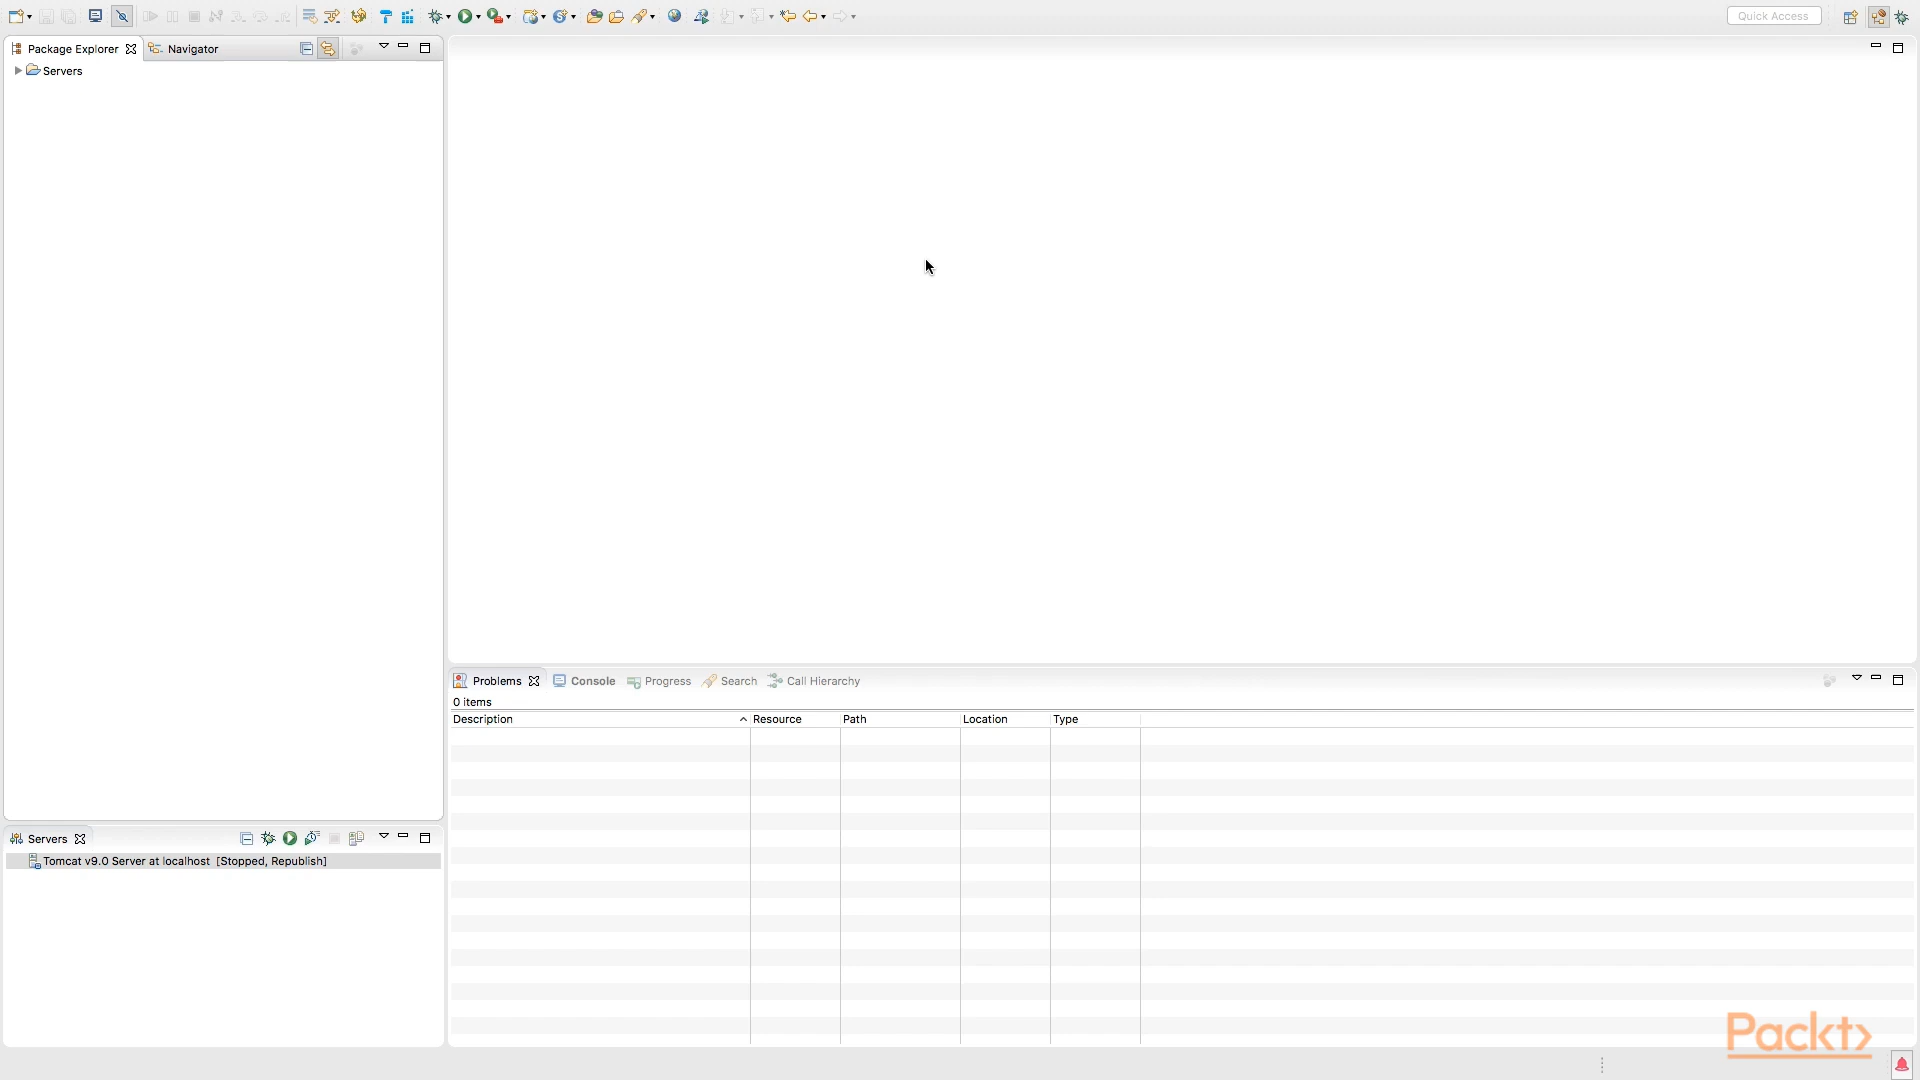 Quick Access
Package Explorer
Navigator
Servers
Problems
Console
Progress
Search
Call Hierarchy
0 items
Description
Resource
Path
Location
Type
Servers
Tomcat v9.0 Server at localhost [Stopped, Republish]
Packt>